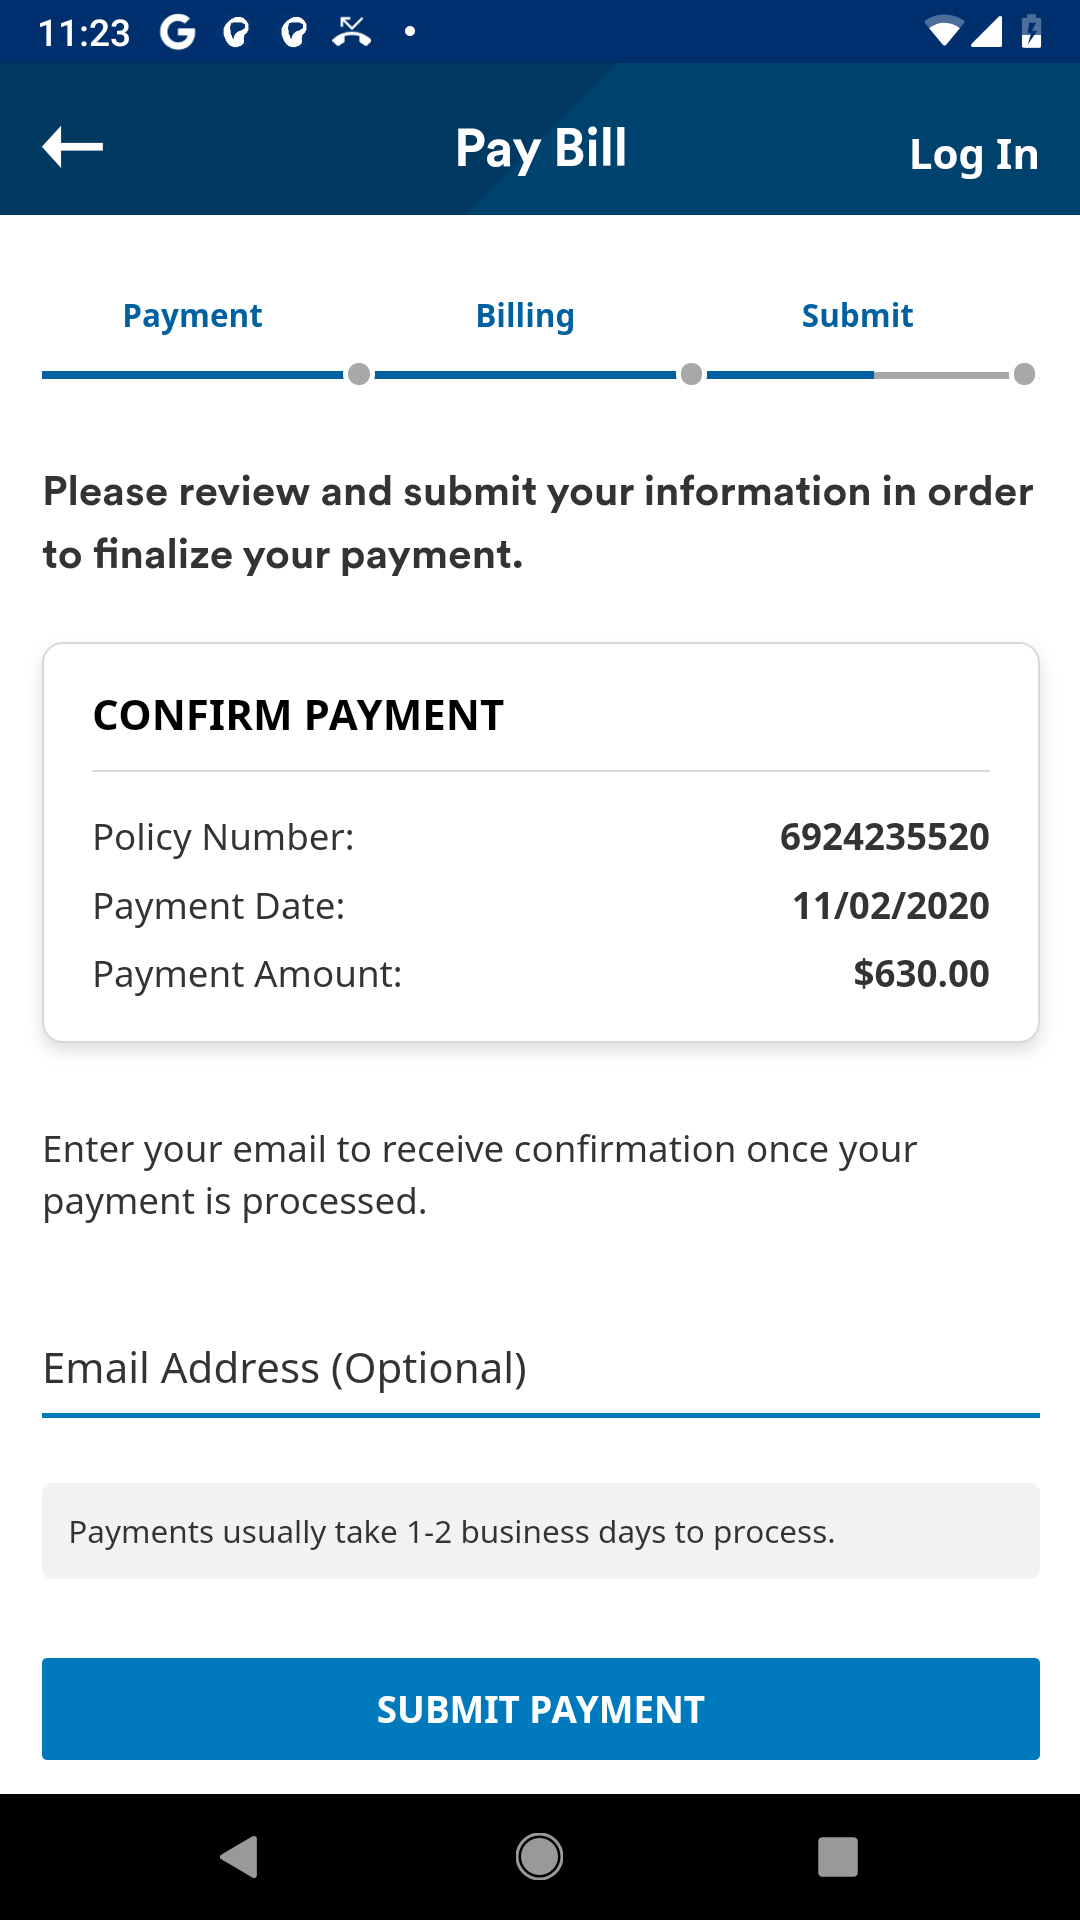 11:23
Pay Bill
Log In
Payment
Billing
Submit
Please review and submit your information in order
to finalize your payment.
CONFIRM PAYMENT
Policy Number: 6924235520
Payment Date: 11/02/2020
Payment Amount: $630.00
Enter your email to receive confirmation once your
payment is processed.
Email Address (Optional)
Payments usually take 1-2 business days to process.
SUBMIT PAYMENT